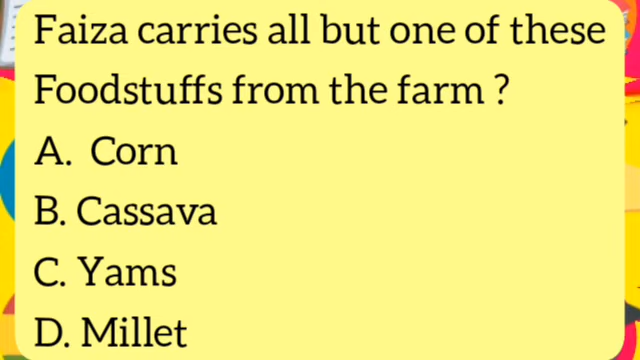 Faiza carries all but one of these
Foodstuffs from the farm ?
A. Corn
B. Cassava
C. Yams
D. Millet